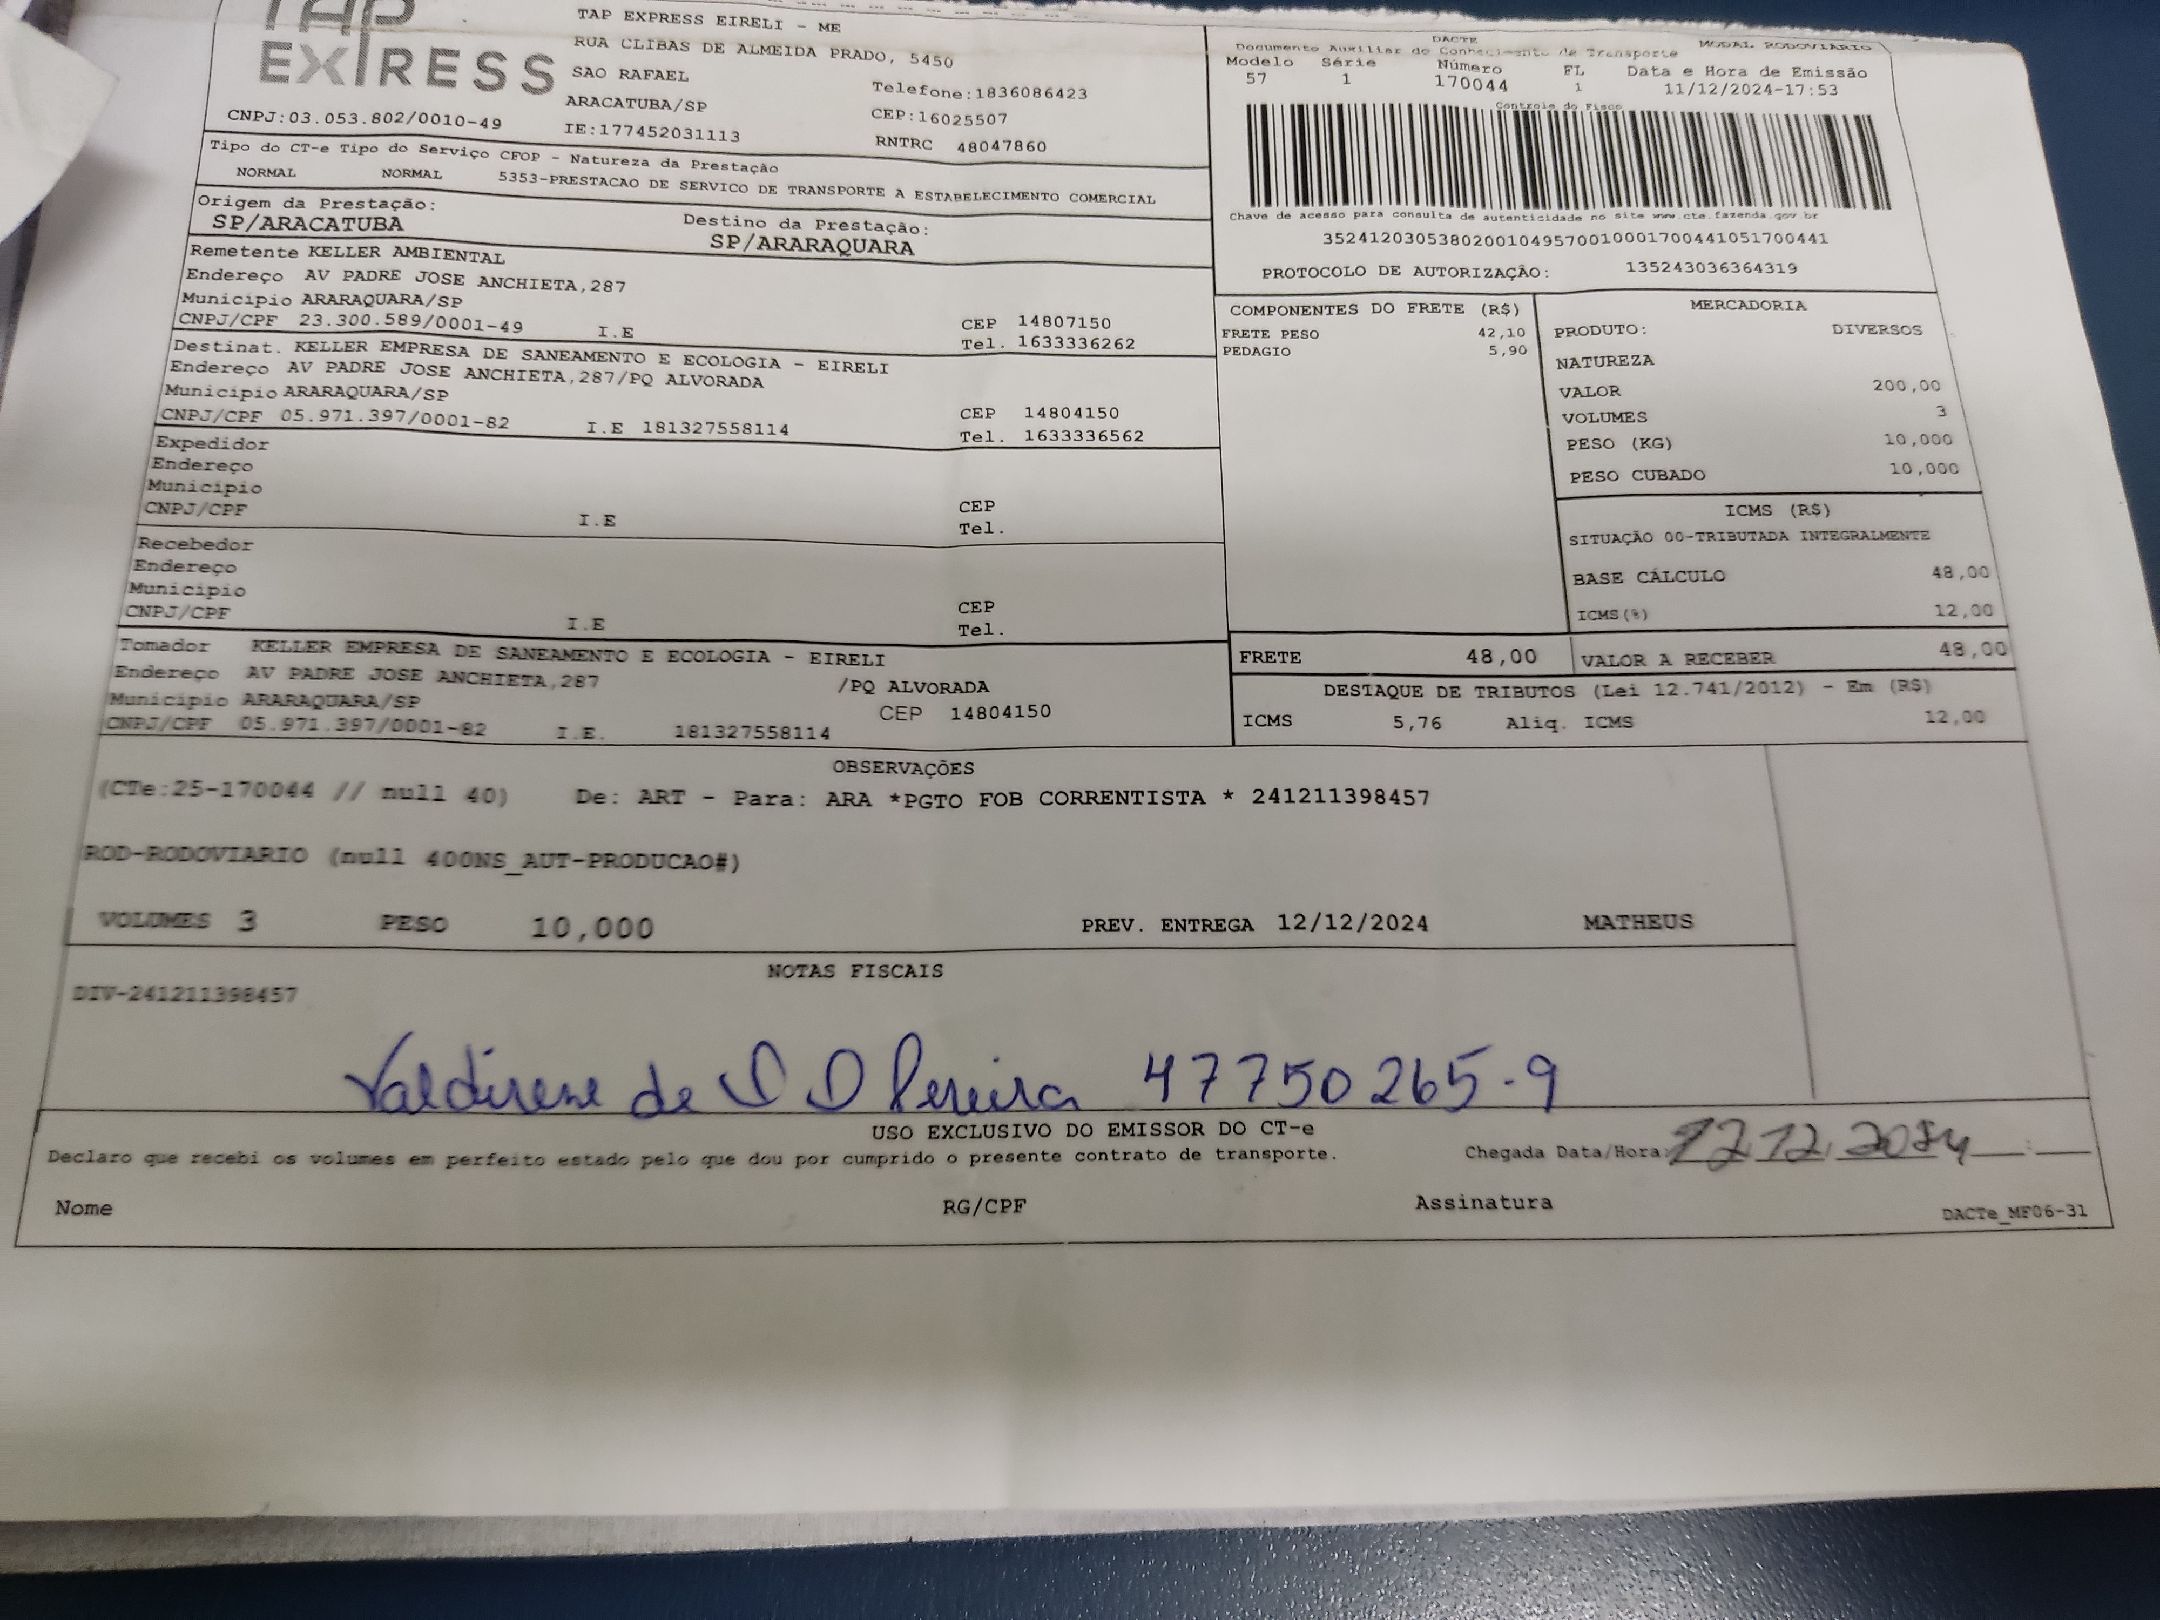 TAP
EXPRESS
TAP EXPRESS EIRELI - ME
RUA CLIBAS DE ALMEIDA PRADO, 5450
SAO RAFAEL
Telefone:1836086423
ARACATUBA/SP
CEP:16025507
CNPJ:03.053.802/0010-49
IE:177452031113
RNTRC 48047860
DACTE
Documento Auxiliar do Conhecimento de Transporte
MODAL RODOVIARIO
Modelo Série Número FL Data e Hora de Emissão
57 1 170044 1 11/12/2024-17:53
Controle do Fisco
Chave de acesso para consulta de autenticidade no site www.cte.fazenda.gov.br
35241203053802001049570010001700441051700441
PROTOCOLO DE AUTORIZAÇÃO: 135243036364319
Tipo do CT-e Tipo do Serviço CFOP - Natureza da Prestação
NORMAL NORMAL 5353-PRESTACAO DE SERVICO DE TRANSPORTE A ESTABELECIMENTO COMERCIAL
Origem da Prestação: Destino da Prestação:
SP/ARACATUBA SP/ARARAQUARA
Remetente KELLER AMBIENTAL
Endereço AV PADRE JOSE ANCHIETA,287
Municipio ARARAQUARA/SP CEP 14807150
CNPJ/CPF 23.300.589/0001-49 I.E Tel. 1633336262
Destinat. KELLER EMPRESA DE SANEAMENTO E ECOLOGIA - EIRELI
Endereço AV PADRE JOSE ANCHIETA,287/PQ ALVORADA
Municipio ARARAQUARA/SP CEP 14804150
CNPJ/CPF 05.971.397/0001-82 I.E 181327558114 Tel. 1633336562
Expedidor
Endereço
Municipio CEP
CNPJ/CPF I.E Tel.
Recebedor
Endereço
Municipio CEP
CNPJ/CPF I.E Tel.
Tomador KELLER EMPRESA DE SANEAMENTO E ECOLOGIA - EIRELI
Endereço AV PADRE JOSE ANCHIETA,287 /PQ ALVORADA
Municipio ARARAQUARA/SP CEP 14804150
CNPJ/CPF 05.971.397/0001-82 I.E. 181327558114
COMPONENTES DO FRETE (R$)
FRETE PESO 42,10
PEDAGIO 5,90
MERCADORIA
PRODUTO: DIVERSOS
NATUREZA
VALOR 200,00
VOLUMES 3
PESO (KG) 10,000
PESO CUBADO 10,000
ICMS (R$)
SITUAÇÃO 00-TRIBUTADA INTEGRALMENTE
BASE CÁLCULO 48,00
ICMS(%) 12,00
FRETE 48,00 VALOR A RECEBER 48,00
DESTAQUE DE TRIBUTOS (Lei 12.741/2012) - Em (R$)
ICMS 5,76 Aliq. ICMS 12,00
OBSERVAÇÕES
(CTe:25-170044 // null 40) De: ART - Para: ARA *PGTO FOB CORRENTISTA * 241211398457
ROD-RODOVIARIO (null 400NS_AUT-PRODUCAO#)
VOLUMES 3 PESO 10,000 PREV. ENTREGA 12/12/2024 MATHEUS
NOTAS FISCAIS
DIV-241211398457
Valdirene de S D Pereira 47750265-9
USO EXCLUSIVO DO EMISSOR DO CT-e
Declaro que recebi os volumes em perfeito estado pelo que dou por cumprido o presente contrato de transporte. Chegada Data/Hora: 12 12 2024 :
Nome RG/CPF Assinatura DACTe_MF06-31